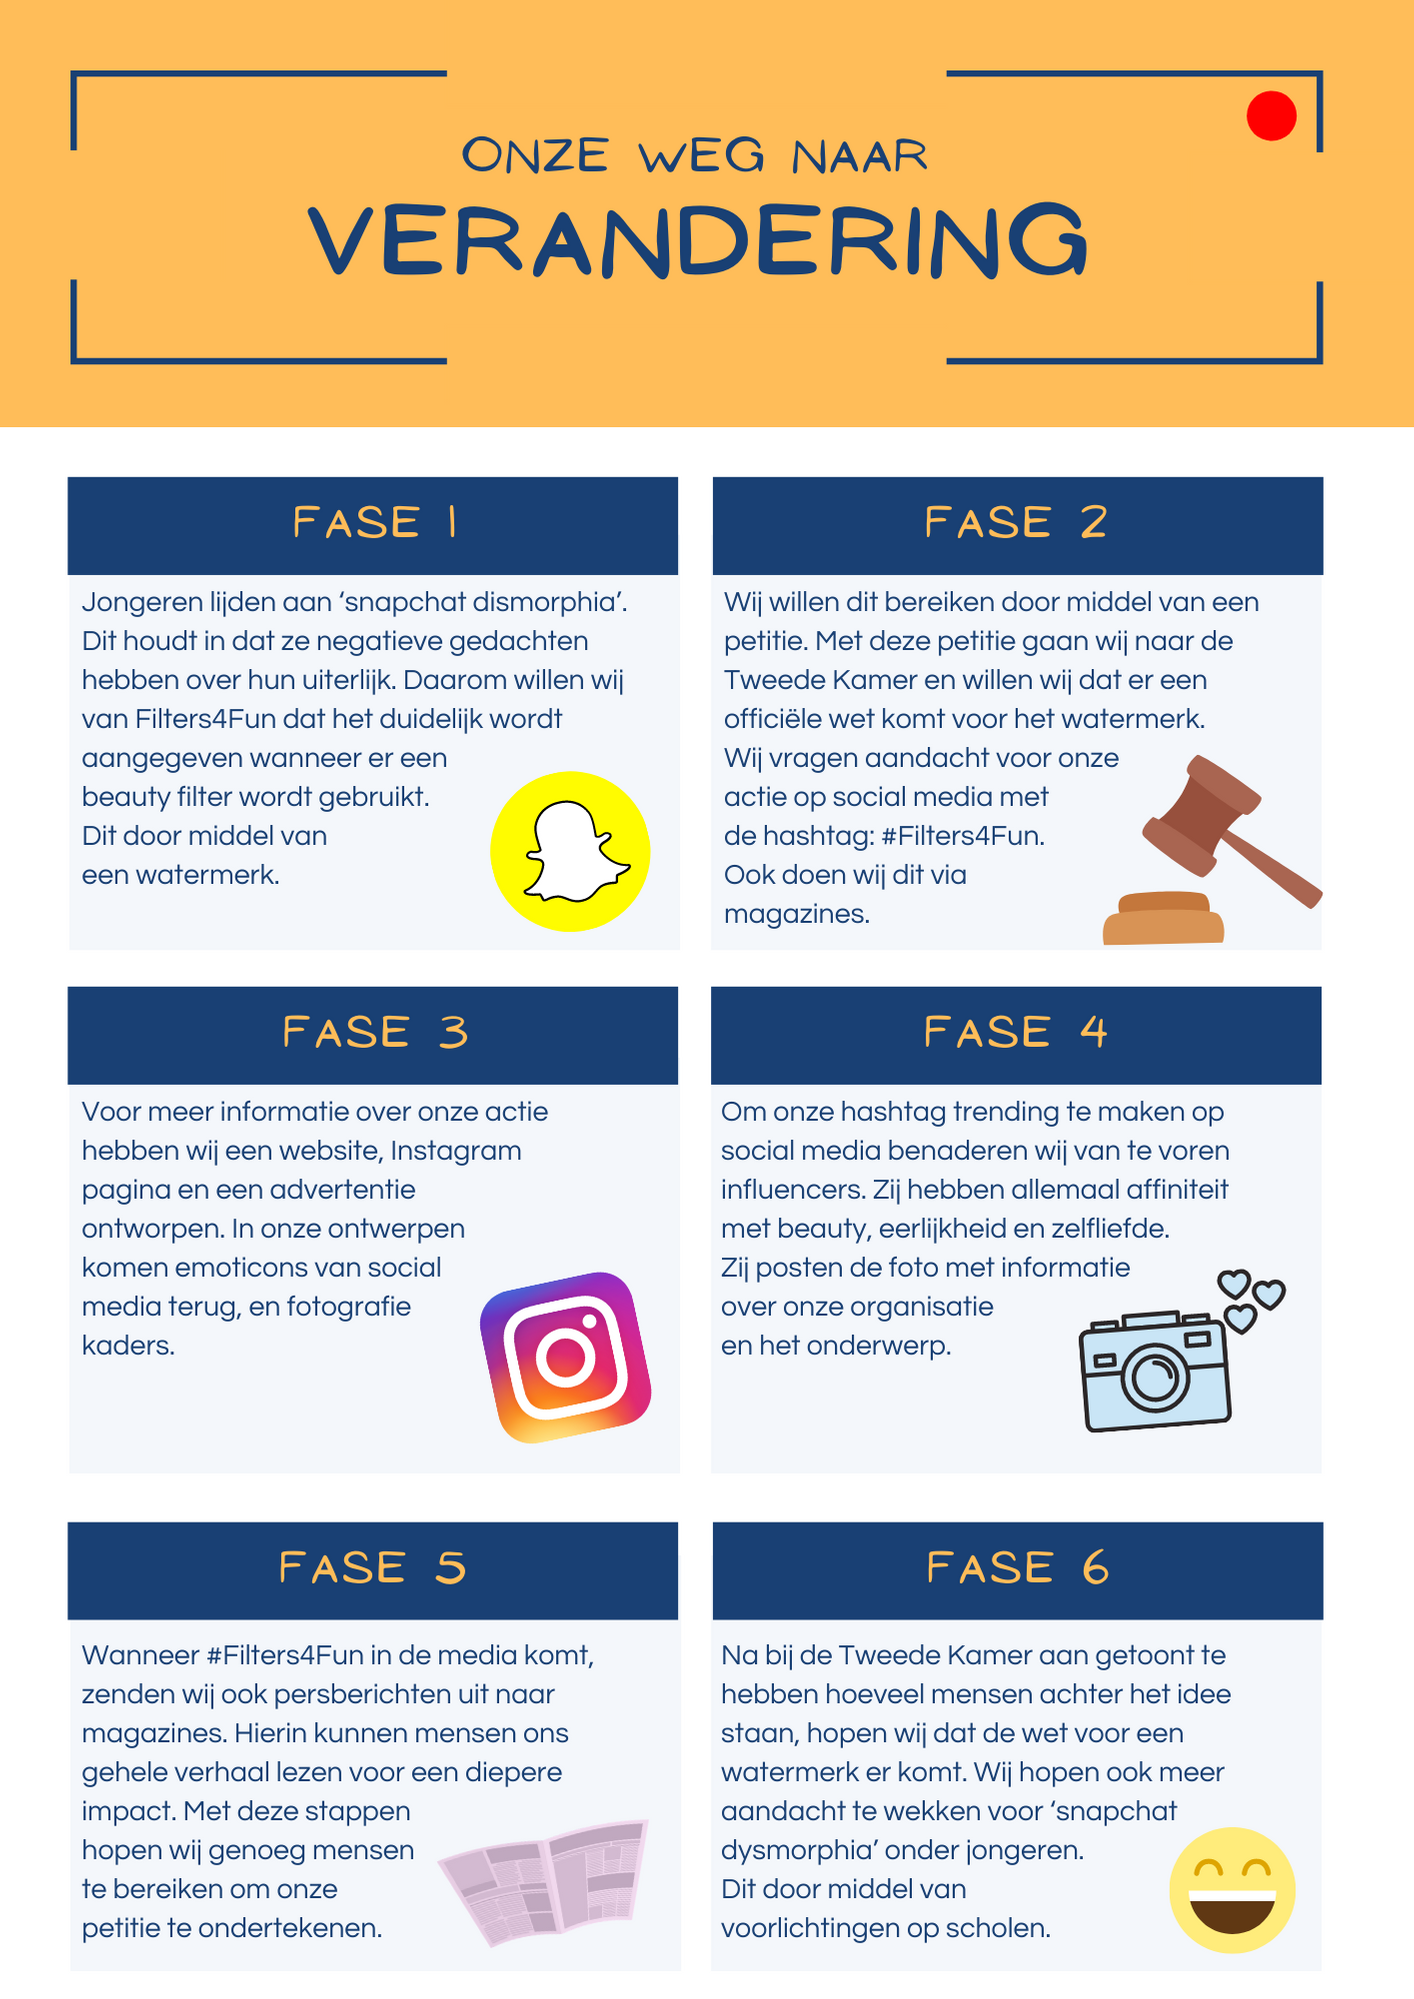 ONZE WEG NAAR
VERANDERING
FASE 1
Jongeren lijden aan ‘snapchat dismorphia’.
Dit houdt in dat ze negatieve gedachten
hebben over hun uiterlijk. Daarom willen wij
van Filters4Fun dat het duidelijk wordt
aangegeven wanneer er een
beauty filter wordt gebruikt.
Dit door middel van
een watermerk.
FASE 2
Wij willen dit bereiken door middel van een
petitie. Met deze petitie gaan wij naar de
Tweede Kamer en willen wij dat er een
officiële wet komt voor het watermerk.
Wij vragen aandacht voor onze
actie op social media met
de hashtag: #Filters4Fun.
Ook doen wij dit via
magazines.
FASE 3
Voor meer informatie over onze actie
hebben wij een website, Instagram
pagina en een advertentie
ontworpen. In onze ontwerpen
komen emoticons van social
media terug, en fotografie
kaders.
FASE 4
Om onze hashtag trending te maken op
social media benaderen wij van te voren
influencers. Zij hebben allemaal affiniteit
met beauty, eerlijkheid en zelfliefde.
Zij posten de foto met informatie
over onze organisatie
en het onderwerp.
FASE 5
Wanneer #Filters4Fun in de media komt,
zenden wij ook persberichten uit naar
magazines. Hierin kunnen mensen ons
gehele verhaal lezen voor een diepere
impact. Met deze stappen
hopen wij genoeg mensen
te bereiken om onze
petitie te ondertekenen.
FASE 6
Na bij de Tweede Kamer aan getoont te
hebben hoeveel mensen achter het idee
staan, hopen wij dat de wet voor een
watermerk er komt. Wij hopen ook meer
aandacht te wekken voor ‘snapchat
dysmorphia’ onder jongeren.
Dit door middel van
voorlichtingen op scholen.